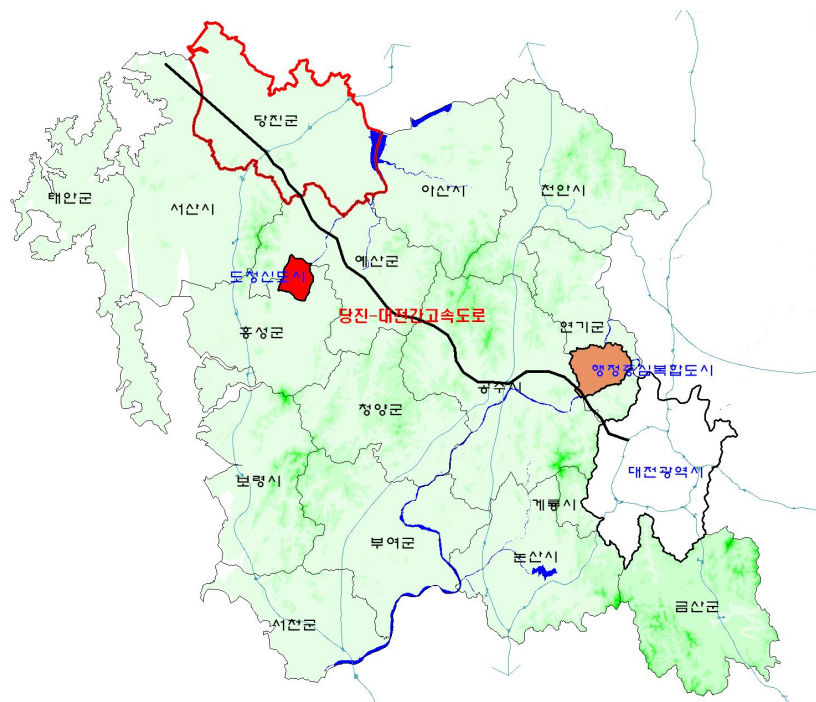 당진군
태안군
서산시
아산시
천안시
예산군
도청신도시
당진-대전간고속도로
홍성군
연기군
행정중심복합도시
공주시
청양군
대전광역시
보령시
계룡시
부여군
논산시
금산군
서천군